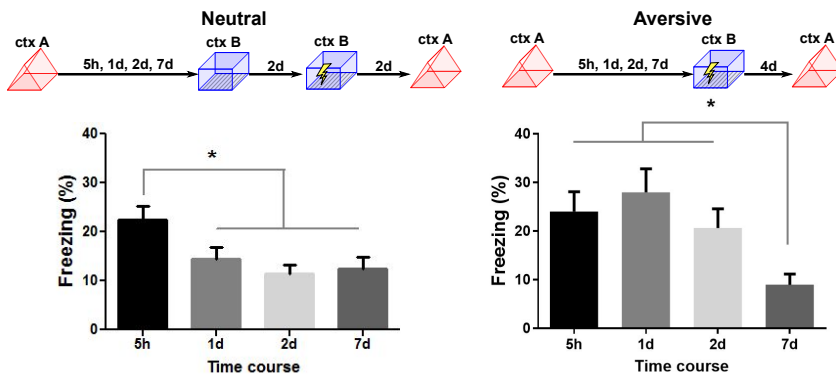 Neutral
ctx A
ctx B
ctx B
ctx A
5h, 1d, 2d, 7d
2d
2d
Freezing (%)
40
30
20
10
0
*
5h
1d
2d
7d
Time course
Aversive
ctx A
ctx B
ctx A
5h, 1d, 2d, 7d
4d
Freezing (%)
40
30
20
10
0
*
5h
1d
2d
7d
Time course